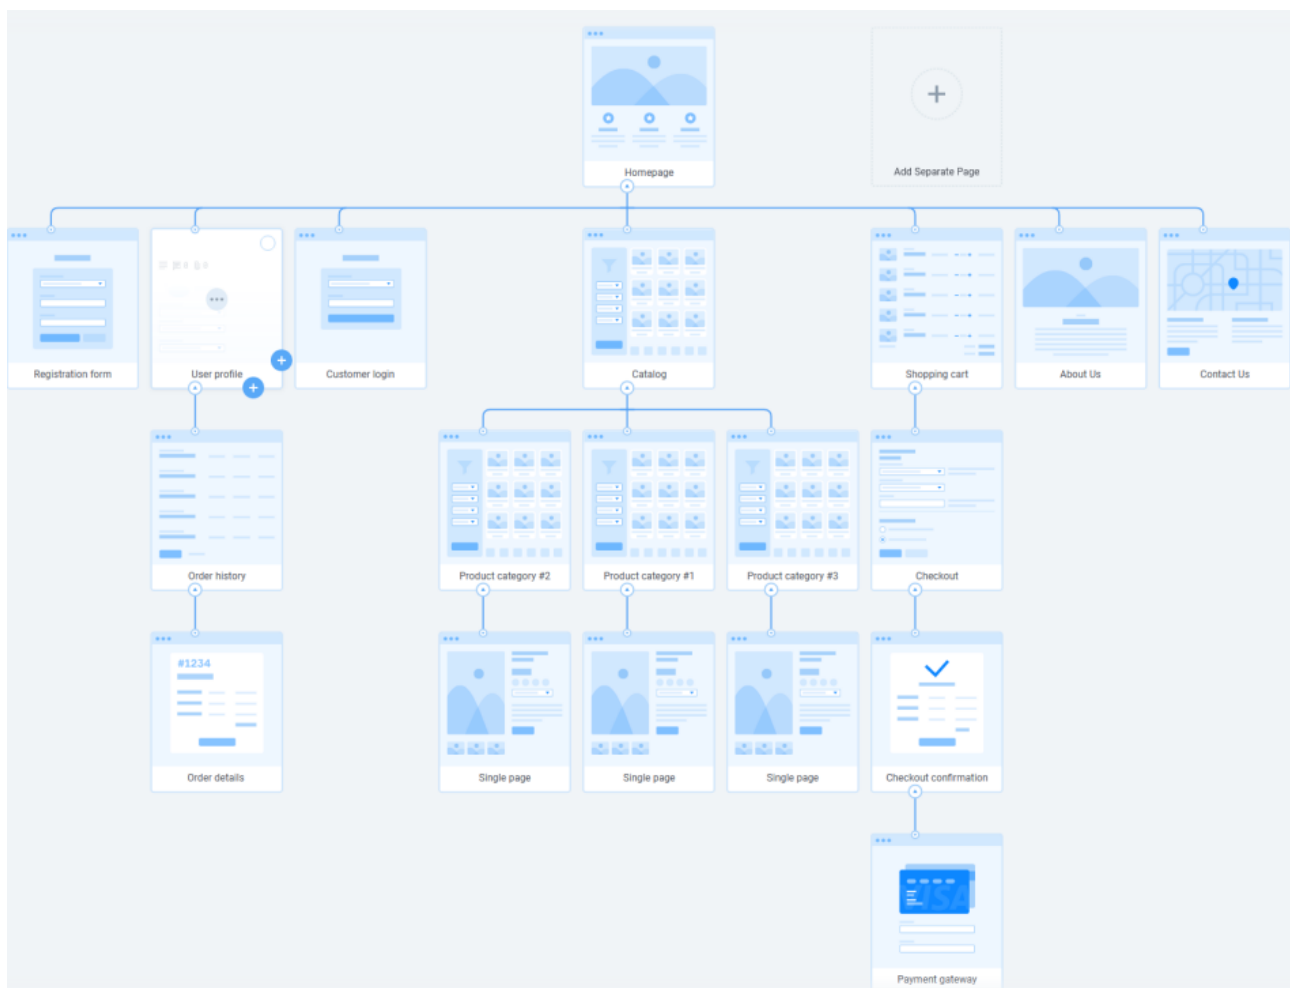 Homepage
Add Separate Page
Registration form
User profile
Customer login
Catalog
Shopping cart
About Us
Contact Us
Order history
Product category #2
Product category #1
Product category #3
Checkout
#1234
Order details
Single page
Single page
Single page
Checkout confirmation
Payment gateway